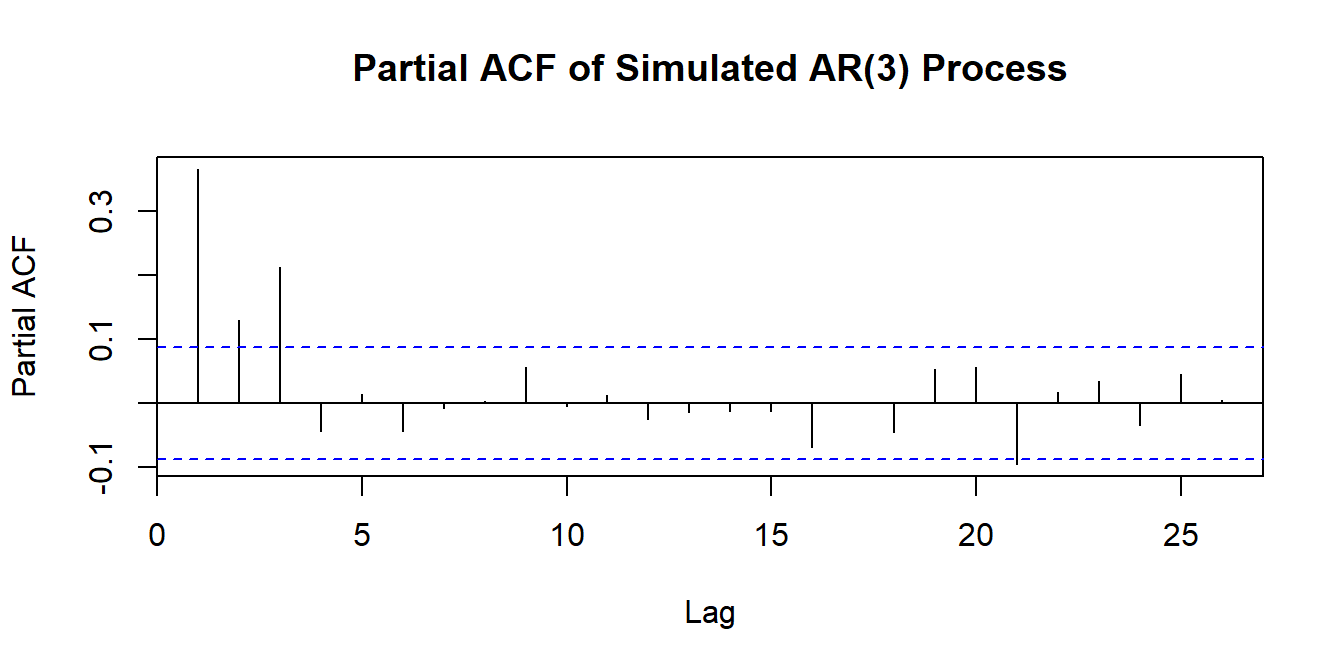 Partial ACF of Simulated AR(3) Process
Partial ACF
0.3
0.1
-0.1
0 5 10 15 20 25
Lag